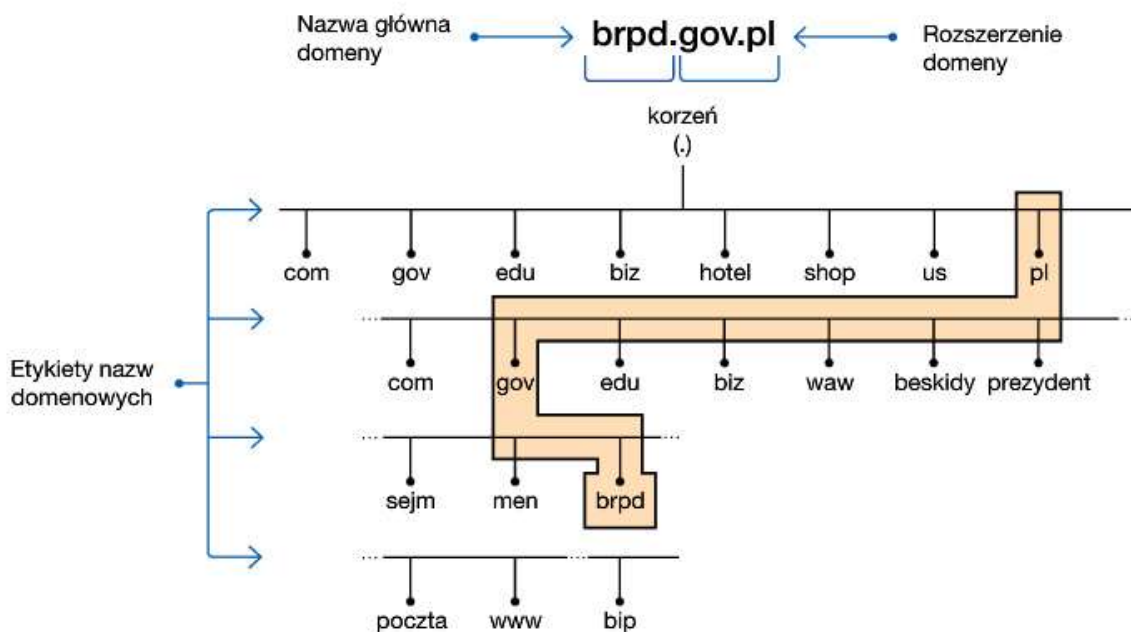 Nazwa główna
domeny
brpd.gov.pl
Rozszerzenie
domeny
korzeń
(.)
com gov edu biz hotel shop us pl
Etykiety nazw
domenowych
com gov edu biz waw beskidy prezydent
sejm men brpd
poczta www bip